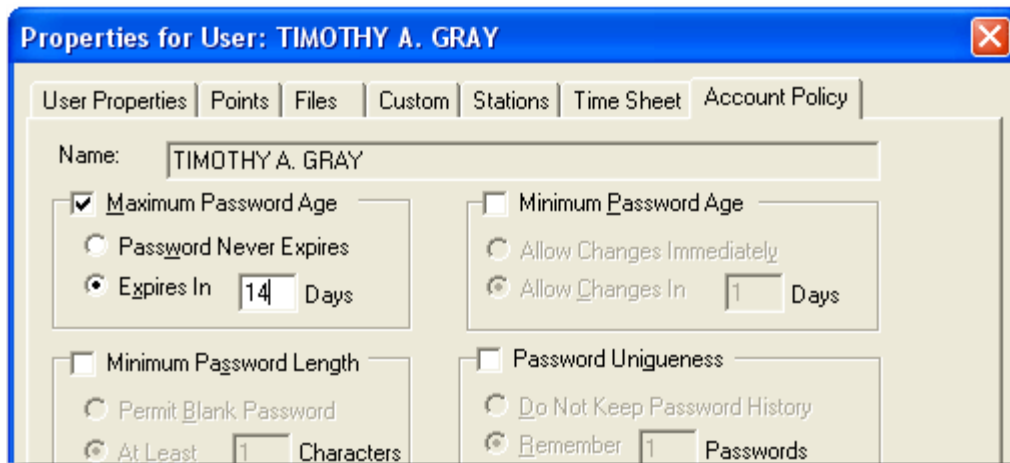 Properties for User: TIMOTHY A. GRAY
User Properties Points Files Custom Stations Time Sheet Account Policy
Name: TIMOTHY A. GRAY
Maximum Password Age
Password Never Expires
Expires In 14 Days
Minimum Password Age
Allow Changes Immediately
Allow Changes In 1 Days
Minimum Password Length
Permit Blank Password
At Least 1 Characters
Password Unigueness
Do Not Keep Password History
Remember 1 Passwords